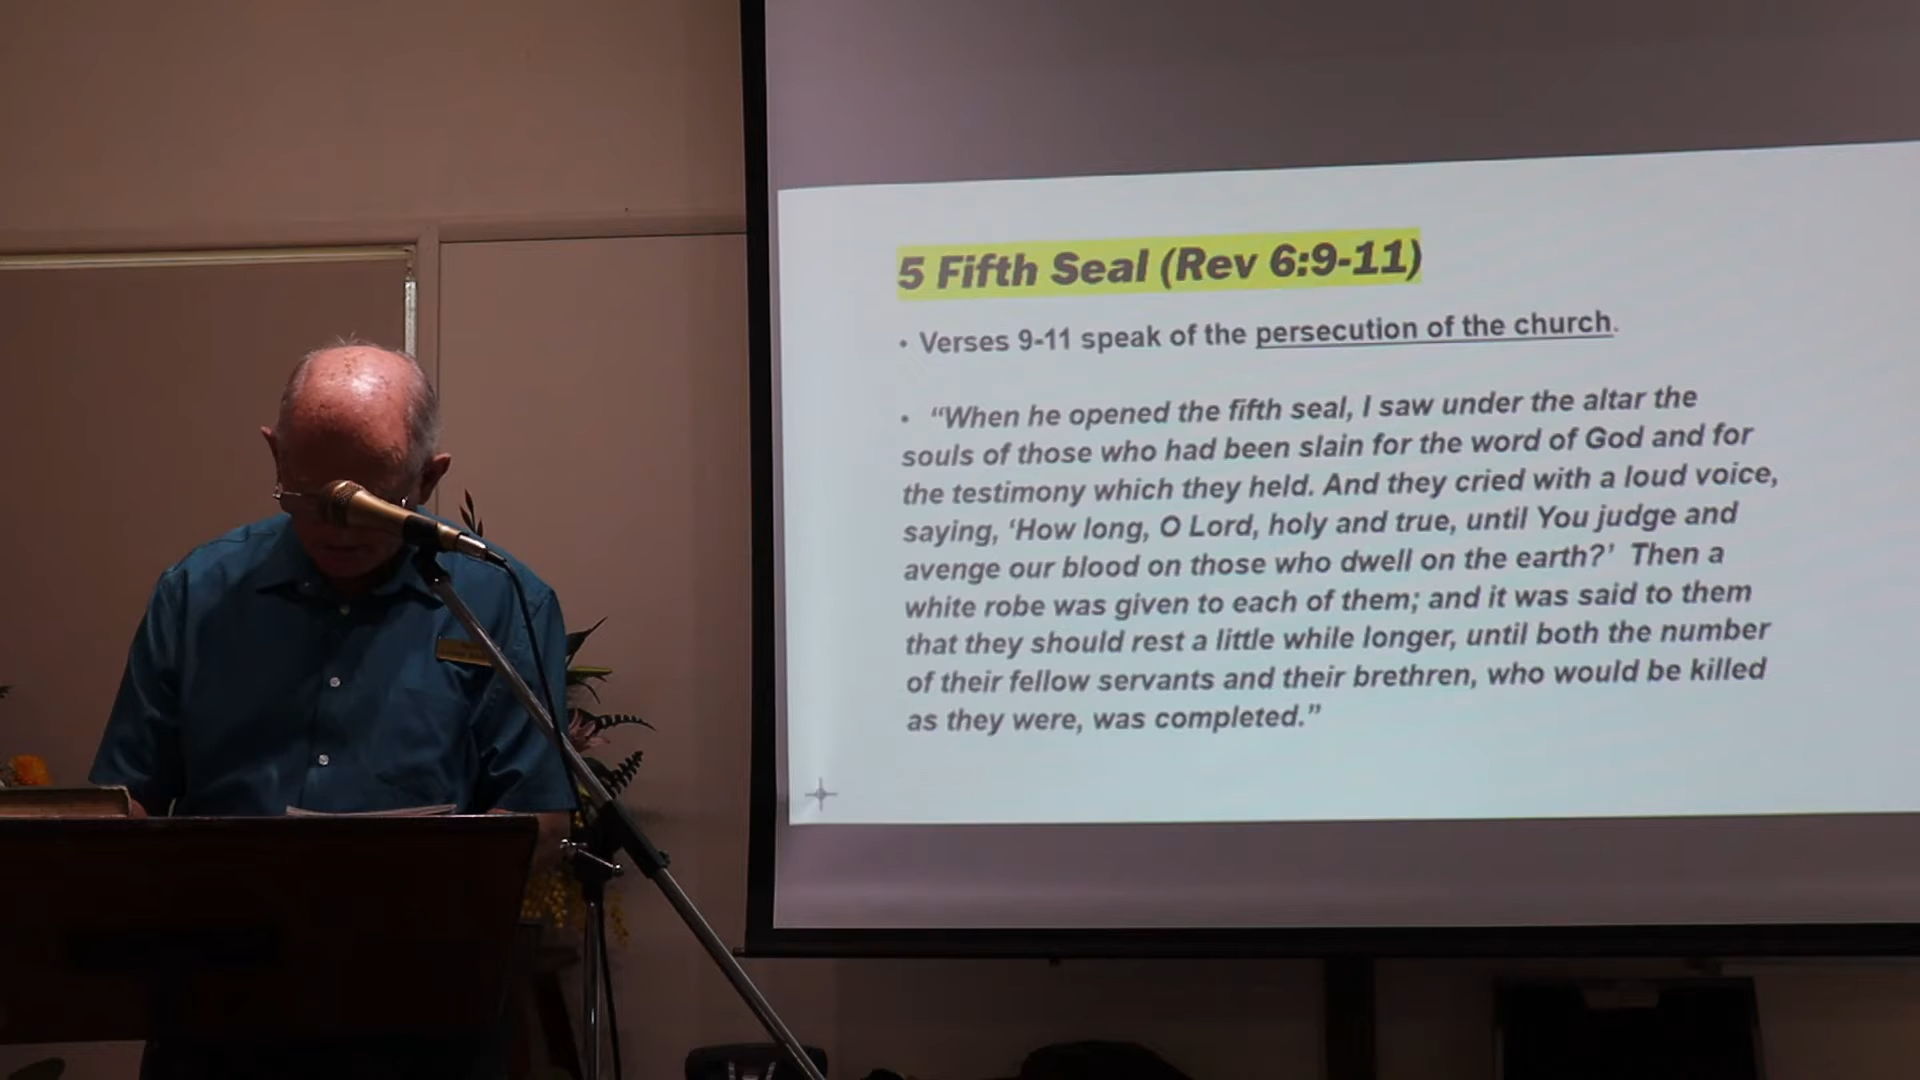 5 Fifth Seal (Rev 6:9-11)
• Verses 9-11 speak of the persecution of the church.
• “When he opened the fifth seal, I saw under the altar the
souls of those who had been slain for the word of God and for
the testimony which they held. And they cried with a loud voice,
saying, ‘How long, O Lord, holy and true, until You judge and
avenge our blood on those who dwell on the earth?’ Then a
white robe was given to each of them; and it was said to them
that they should rest a little while longer, until both the number
of their fellow servants and their brethren, who would be killed
as they were, was completed.”